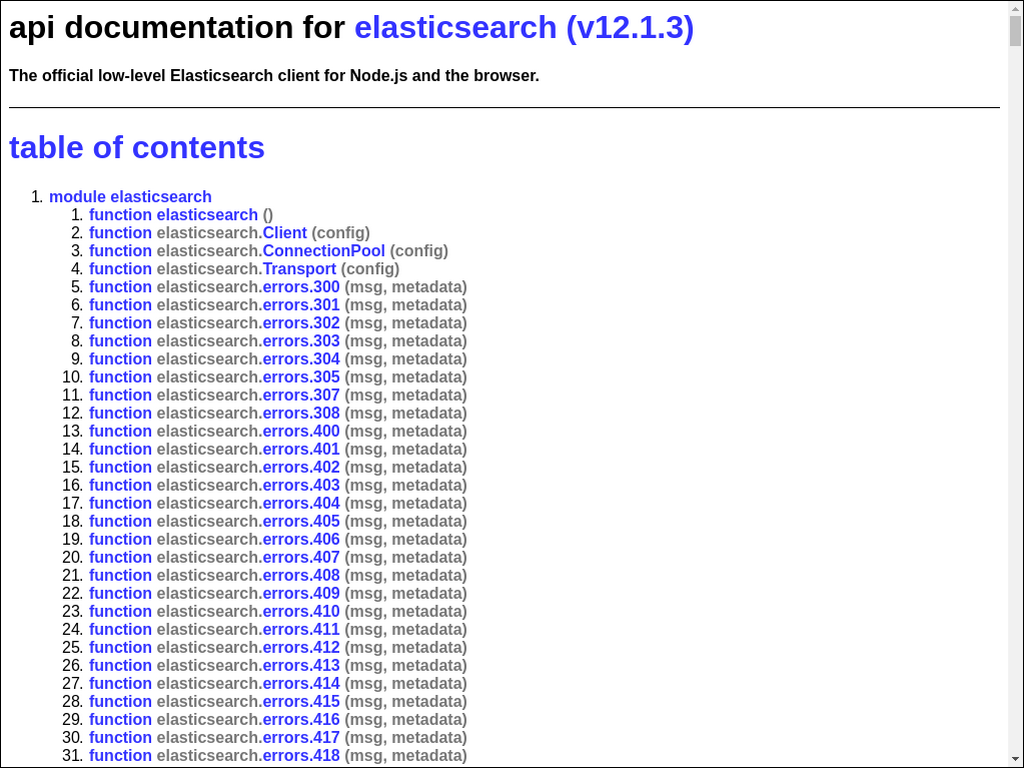 api documentation for elasticsearch (v12.1.3)
The official low-level Elasticsearch client for Node.js and the browser.
table of contents
1. module elasticsearch
1. function elasticsearch ()
2. function elasticsearch.Client (config)
3. function elasticsearch.ConnectionPool (config)
4. function elasticsearch.Transport (config)
5. function elasticsearch.errors.300 (msg, metadata)
6. function elasticsearch.errors.301 (msg, metadata)
7. function elasticsearch.errors.302 (msg, metadata)
8. function elasticsearch.errors.303 (msg, metadata)
9. function elasticsearch.errors.304 (msg, metadata)
10. function elasticsearch.errors.305 (msg, metadata)
11. function elasticsearch.errors.307 (msg, metadata)
12. function elasticsearch.errors.308 (msg, metadata)
13. function elasticsearch.errors.400 (msg, metadata)
14. function elasticsearch.errors.401 (msg, metadata)
15. function elasticsearch.errors.402 (msg, metadata)
16. function elasticsearch.errors.403 (msg, metadata)
17. function elasticsearch.errors.404 (msg, metadata)
18. function elasticsearch.errors.405 (msg, metadata)
19. function elasticsearch.errors.406 (msg, metadata)
20. function elasticsearch.errors.407 (msg, metadata)
21. function elasticsearch.errors.408 (msg, metadata)
22. function elasticsearch.errors.409 (msg, metadata)
23. function elasticsearch.errors.410 (msg, metadata)
24. function elasticsearch.errors.411 (msg, metadata)
25. function elasticsearch.errors.412 (msg, metadata)
26. function elasticsearch.errors.413 (msg, metadata)
27. function elasticsearch.errors.414 (msg, metadata)
28. function elasticsearch.errors.415 (msg, metadata)
29. function elasticsearch.errors.416 (msg, metadata)
30. function elasticsearch.errors.417 (msg, metadata)
31. function elasticsearch.errors.418 (msg, metadata)